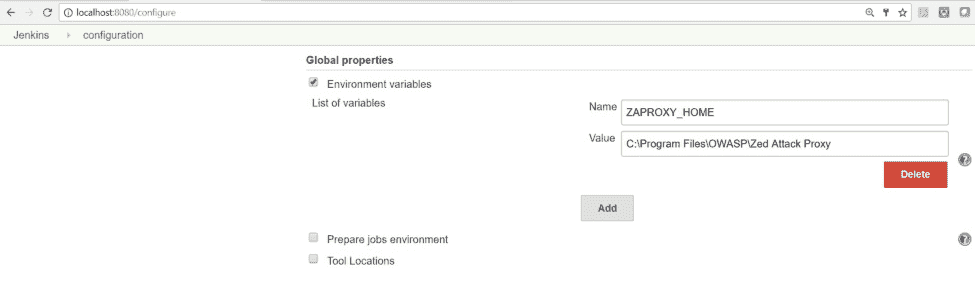 localhost:8080/configure
Jenkins configuration
Global properties
Environment variables
List of variables
Name ZAPROXY_HOME
Value C:\Program Files\OWASP\Zed Attack Proxy
Delete
Add
Prepare jobs environment
Tool Locations